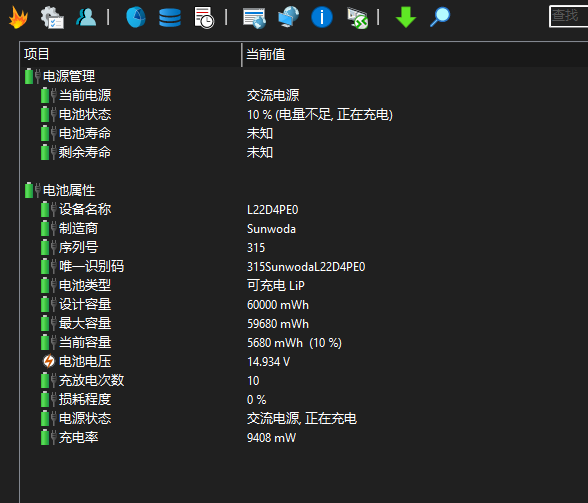 查找
项目 当前值
电源管理
当前电源 交流电源
电池状态 10 % (电量不足, 正在充电)
电池寿命 未知
剩余寿命 未知
电池属性
设备名称 L22D4PE0
制造商 Sunwoda
序列号 315
唯一识别码 315SunwodaL22D4PE0
电池类型 可充电 LiP
设计容量 60000 mWh
最大容量 59680 mWh
当前容量 5680 mWh (10 %)
电池电压 14.934 V
充放电次数 10
损耗程度 0 %
电源状态 交流电源, 正在充电
充电率 9408 mW